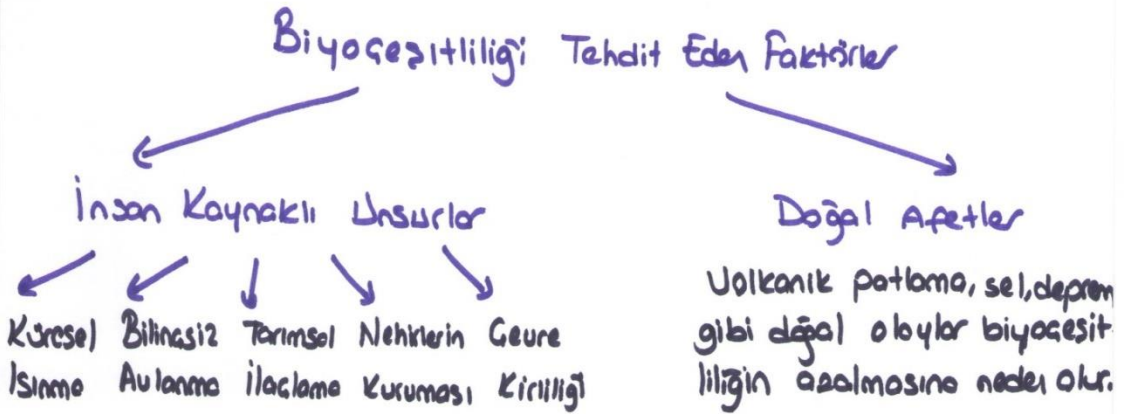 Biyoçeşitliliği Tehdit Eden Faktörler
İnsan Kaynaklı Unsurlar
Doğal Afetler
Küresel Isınma
Bilinçsiz Avlanma
Tarımsal İlaçlama
Nehirlerin Kuruması
Çevre Kirliliği
Volkanik patlama, sel, deprem
gibi doğal olaylar biyoçeşit
liliğin azalmasına neden olur.